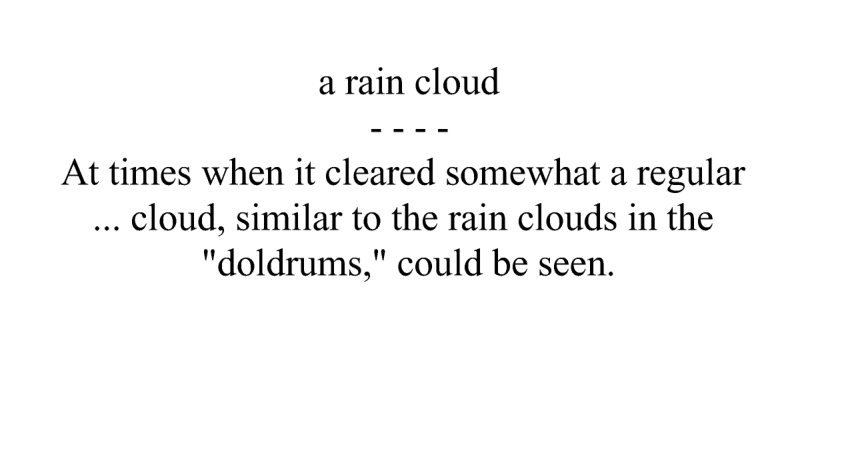 a rain cloud
- - - -
At times when it cleared somewhat a regular
... cloud, similar to the rain clouds in the
"doldrums," could be seen.